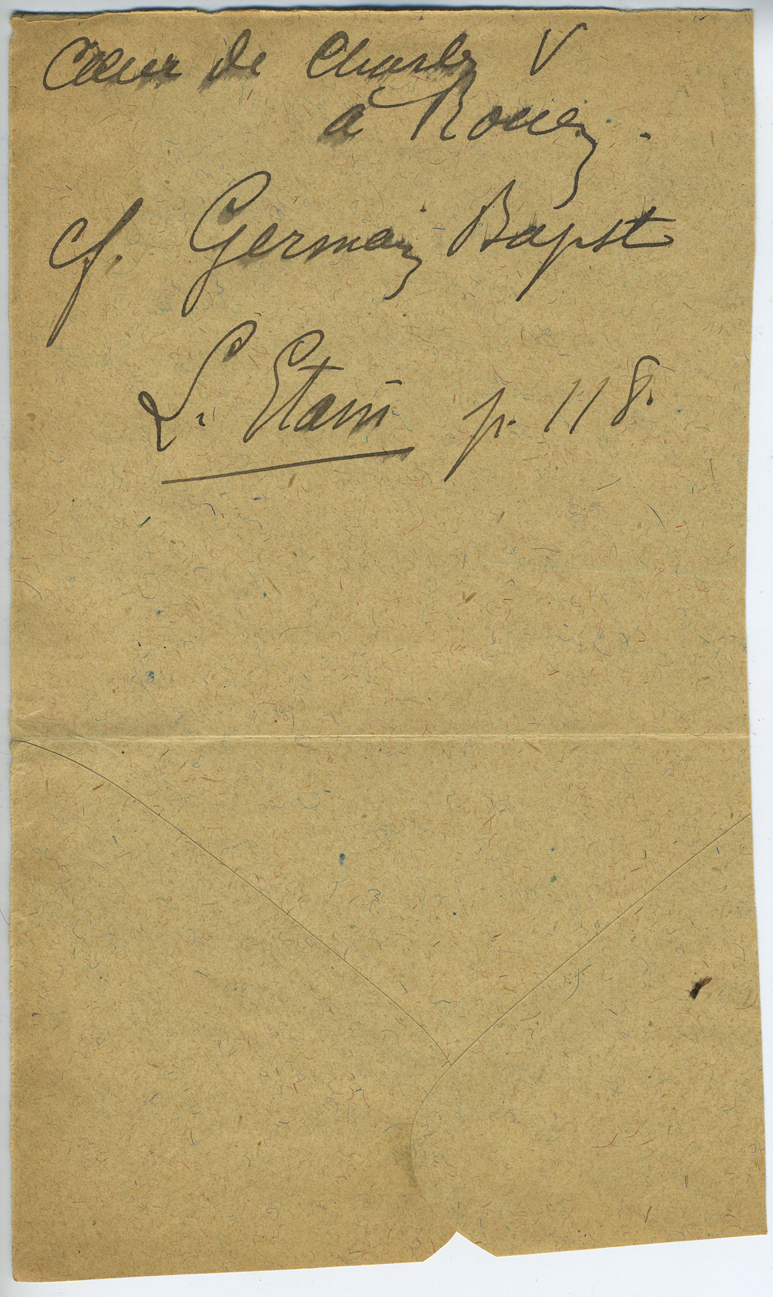 Cœur de Charles V
à Rouen.
cf. Germain Bapst
L'Etain p. 118.